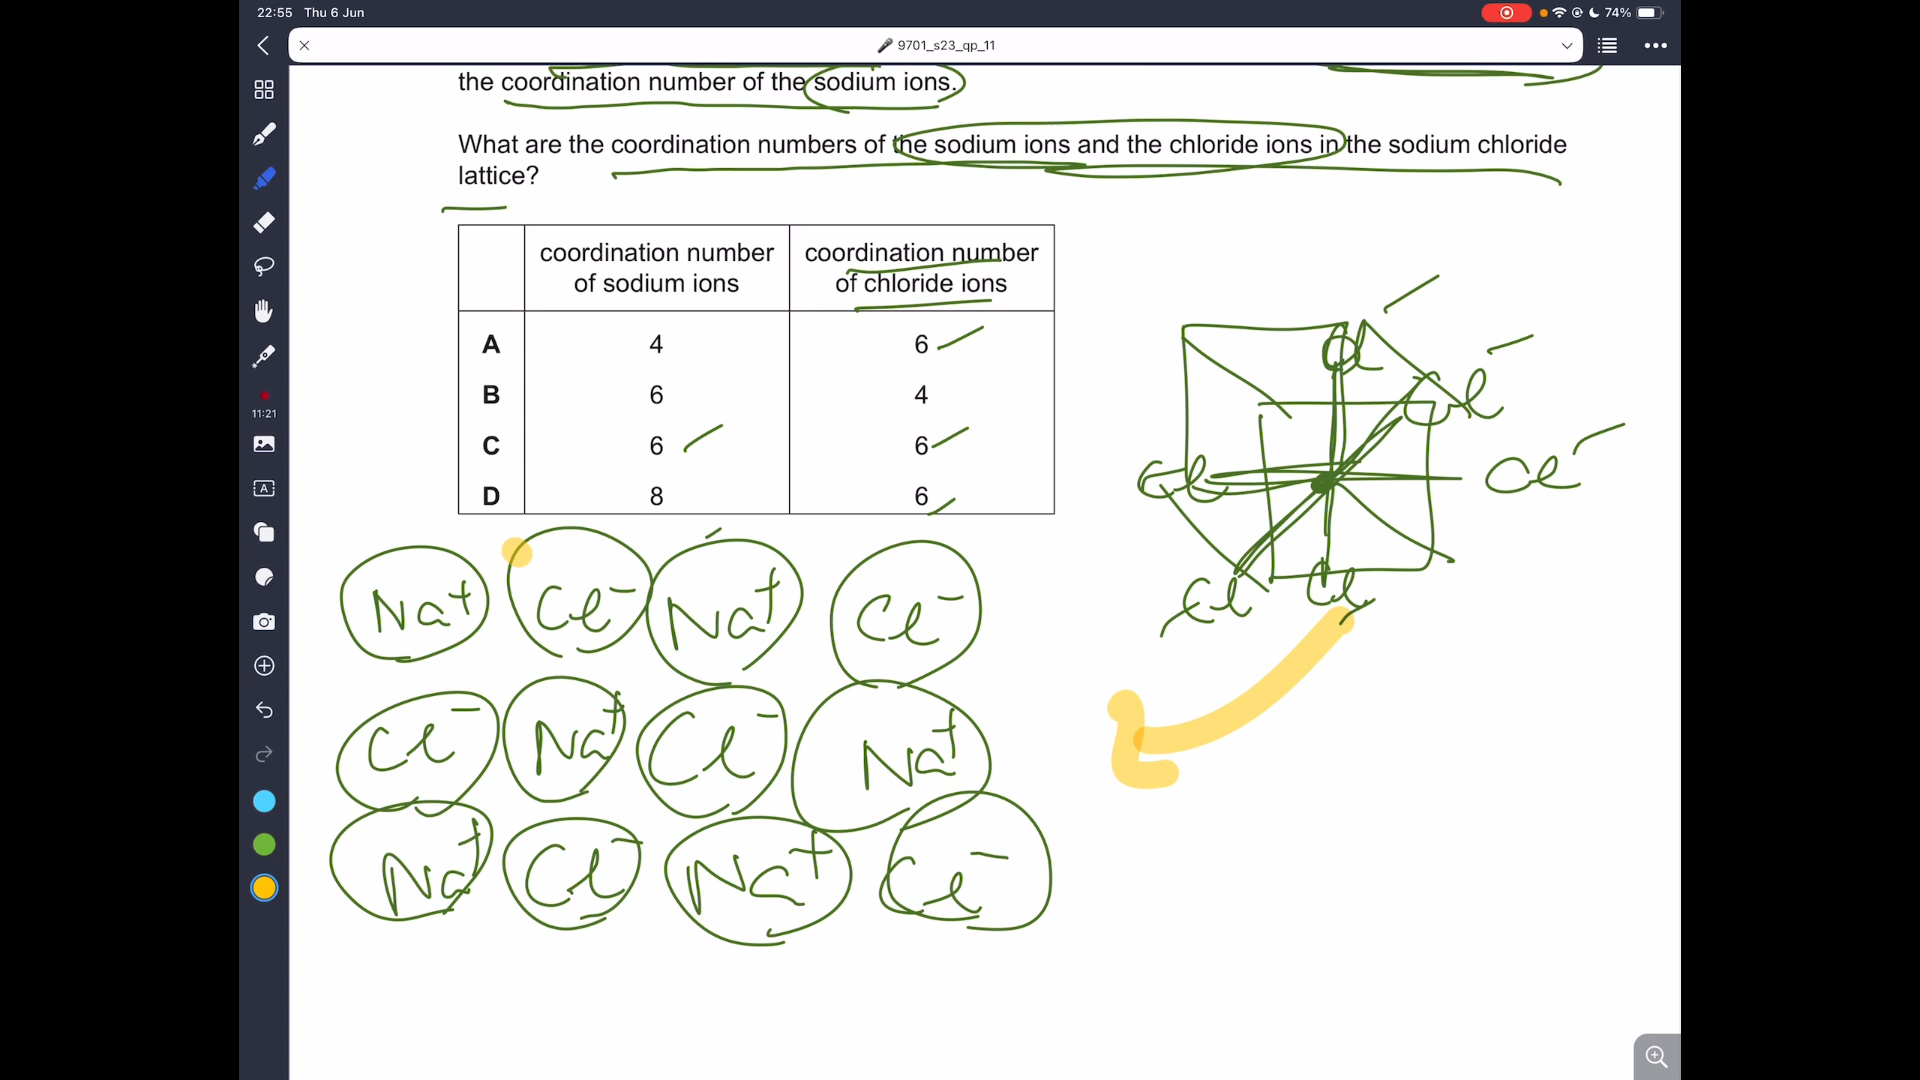 22:55 Thu 6 Jun
74%
9701_s23_qp_11
the coordination number of the sodium ions.
What are the coordination numbers of the sodium ions and the chloride ions in the sodium chloride
lattice?
coordination number of sodium ions
coordination number of chloride ions
A 4 6
B 6 4
C 6 6
D 8 6
11:21
A
Cl
Cl
Cl
Cl
Cl
Cl
Na+ Cl− Na+ Cl−
Cl− Na+ Cl− Na+
Na+ Cl− Na+ Cl−